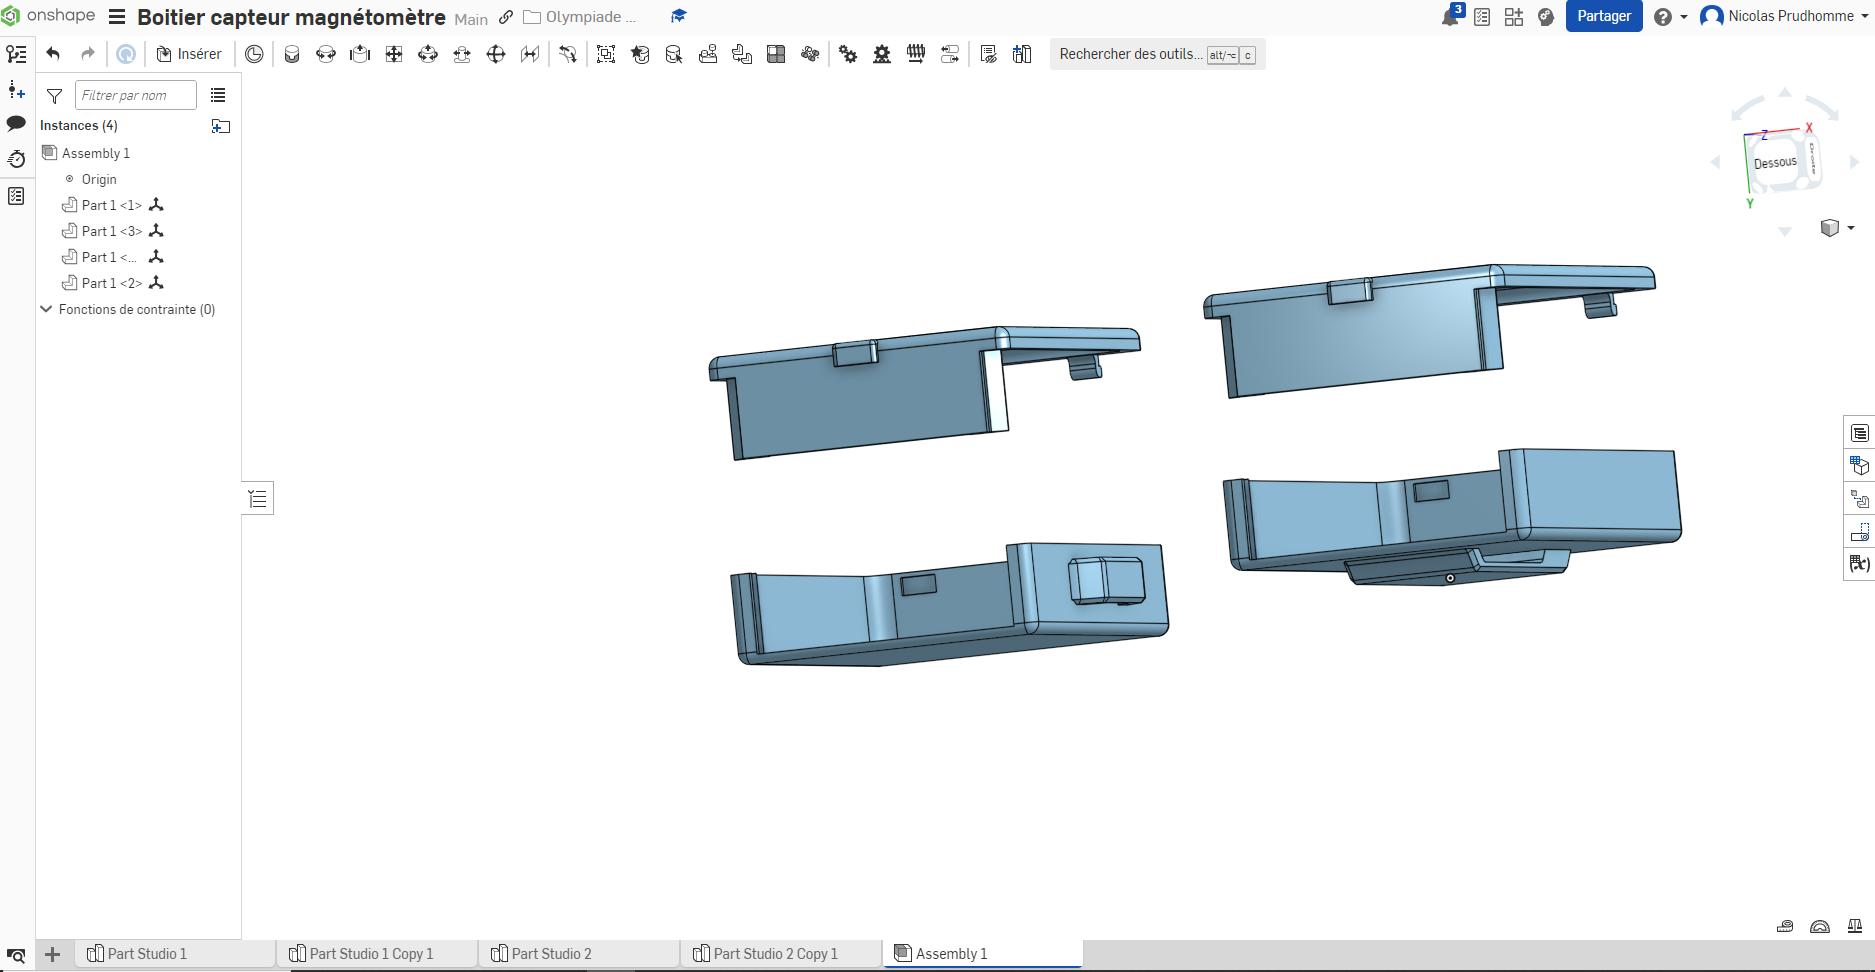 onshape Boitier capteur magnétomètre Main Olympiade ... 3 Partager Nicolas Prudhomme
Insérer Rechercher des outils... alt/⌥ c
Filtrer par nom
Instances (4)
Assembly 1
Origin
Part 1 <1>
Part 1 <3>
Part 1 <...
Part 1 <2>
Fonctions de contrainte (0)
Z X
Dessous Droite
Y
(x)
Part Studio 1 Part Studio 1 Copy 1 Part Studio 2 Part Studio 2 Copy 1 Assembly 1